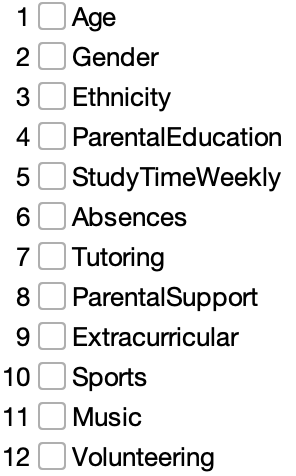 1 Age
2 Gender
3 Ethnicity
4 ParentalEducation
5 StudyTimeWeekly
6 Absences
7 Tutoring
8 ParentalSupport
9 Extracurricular
10 Sports
11 Music
12 Volunteering